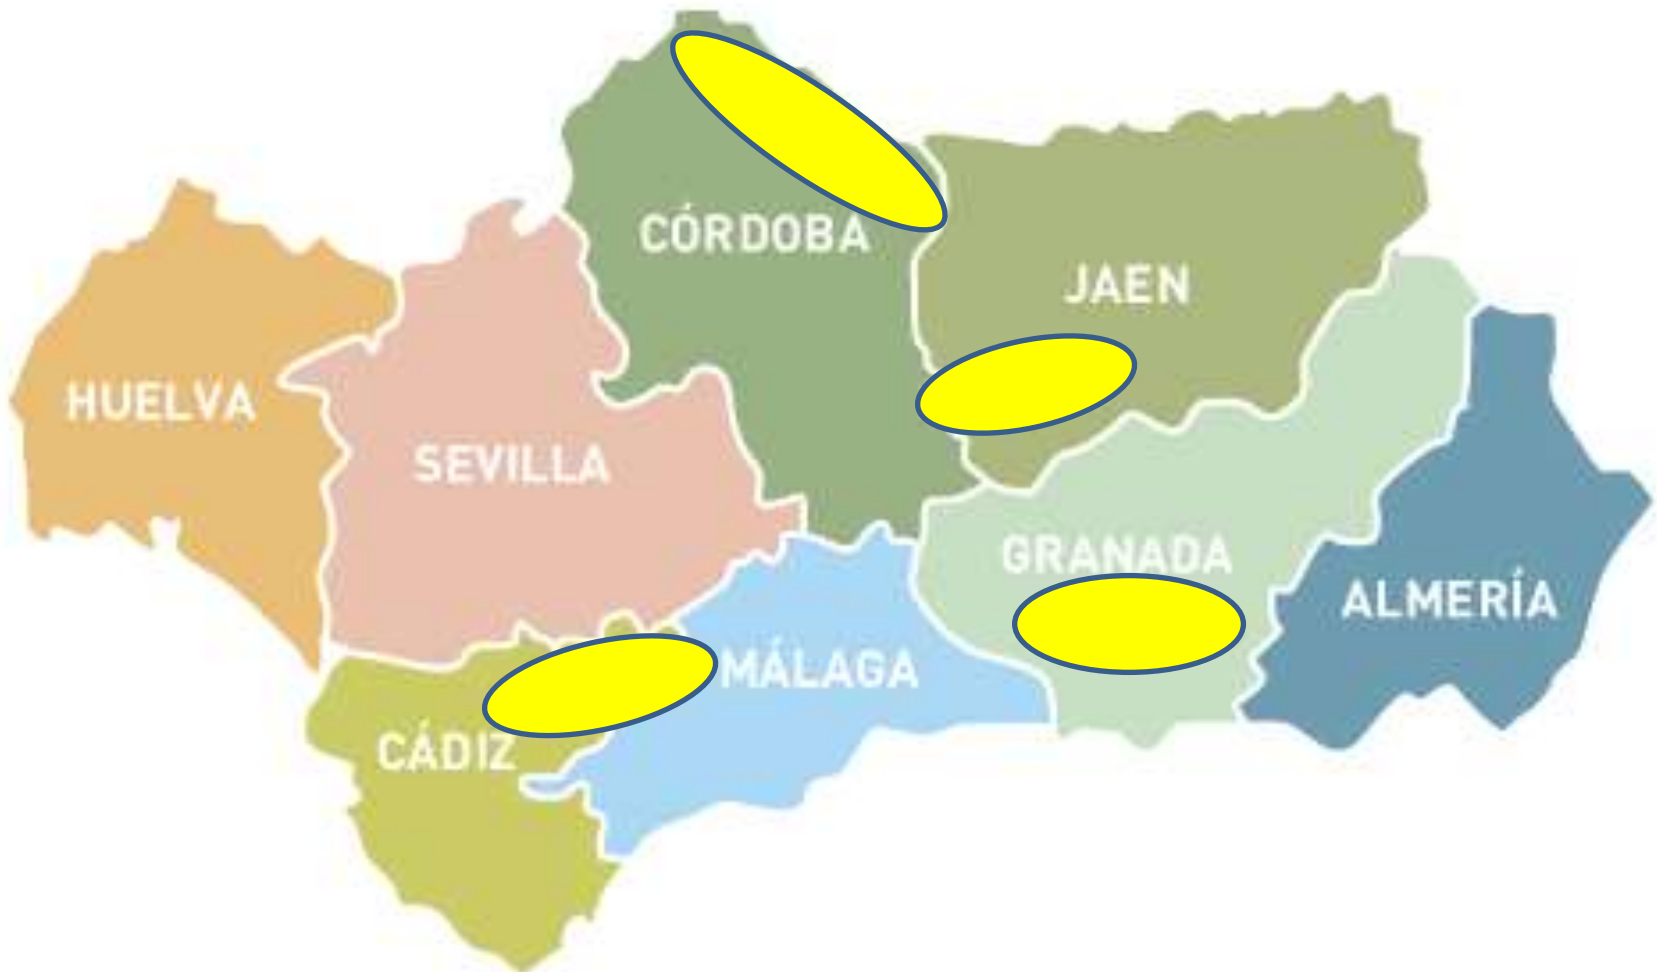 CÓRDOBA
JAEN
HUELVA
SEVILLA
GRANADA
ALMERÍA
MÁLAGA
CÁDIZ